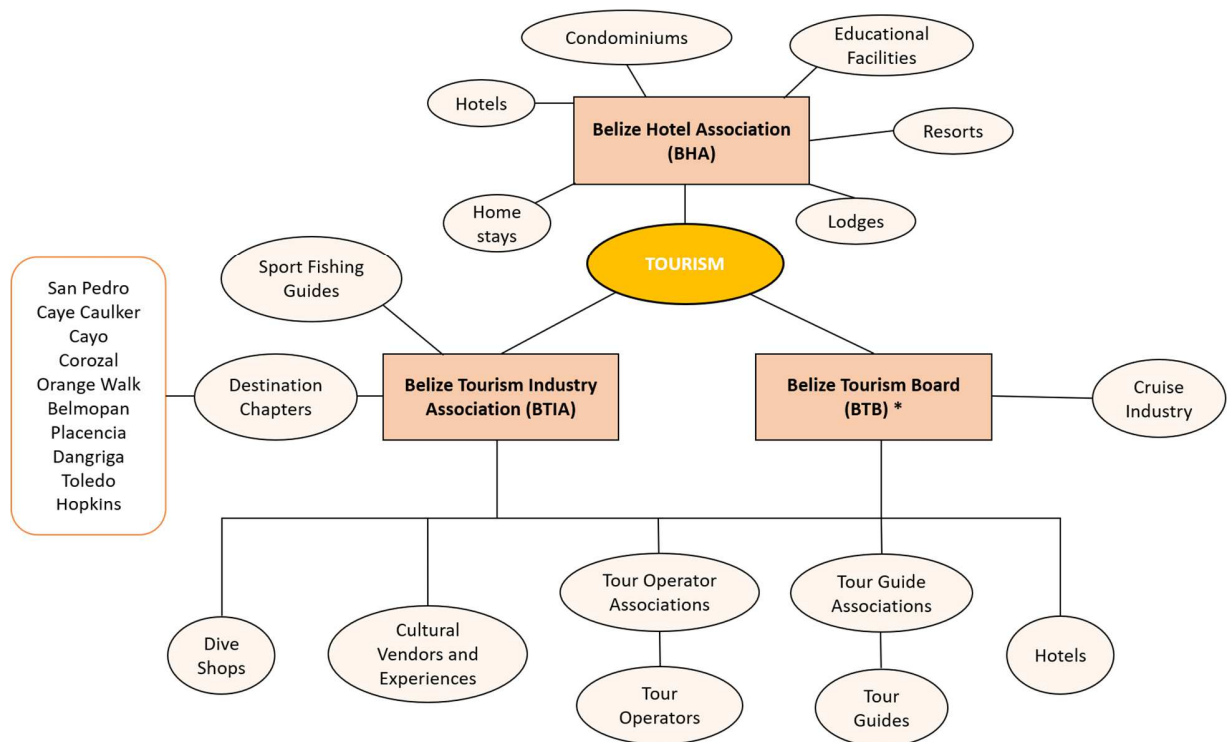 Condominiums
Educational
Facilities
Hotels
Belize Hotel Association
(BHA)
Resorts
Home
stays
Lodges
TOURISM
Sport Fishing
Guides
San Pedro
Caye Caulker
Cayo
Corozal
Orange Walk
Belmopan
Placencia
Dangriga
Toledo
Hopkins
Destination
Chapters
Belize Tourism Industry
Association (BTIA)
Belize Tourism Board
(BTB) *
Cruise
Industry
Dive
Shops
Cultural
Vendors and
Experiences
Tour Operator
Associations
Tour
Operators
Tour Guide
Associations
Tour
Guides
Hotels